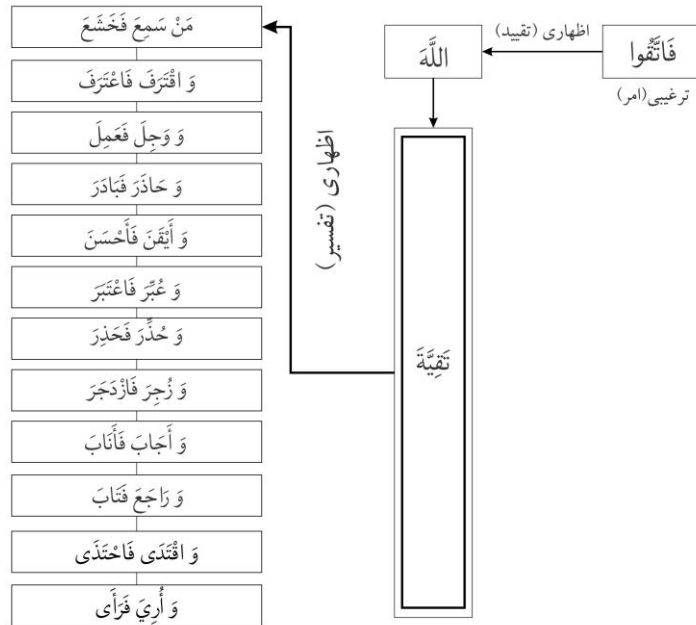 فَاتَّقُوا
ترغیبی(امر)
اظهاری (تقیید)
اللَّهَ
تَقِيَّةَ
اظهاری (تفسیر)
مَنْ سَمِعَ فَخَشَعَ
وَ اقْتَرَفَ فَاعْتَرَفَ
وَ وَجِلَ فَعَمِلَ
وَ حَاذَرَ فَبَادَرَ
وَ أَيْقَنَ فَأَحْسَنَ
وَ عُبِّرَ فَاعْتَبَرَ
وَ حُذِّرَ فَحَذِرَ
وَ زُجِرَ فَازْدَجَرَ
وَ أَجَابَ فَأَنَابَ
وَ رَاجَعَ فَتَابَ
وَ اقْتَدَى فَاحْتَذَى
وَ أُرِيَ فَرَأَى